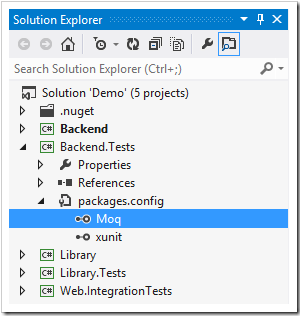 Solution Explorer
Search Solution Explorer (Ctrl+;)
Solution 'Demo' (5 projects)
.nuget
C# Backend
C# Backend.Tests
Properties
References
packages.config
Moq
xunit
C# Library
C# Library.Tests
C# Web.IntegrationTests